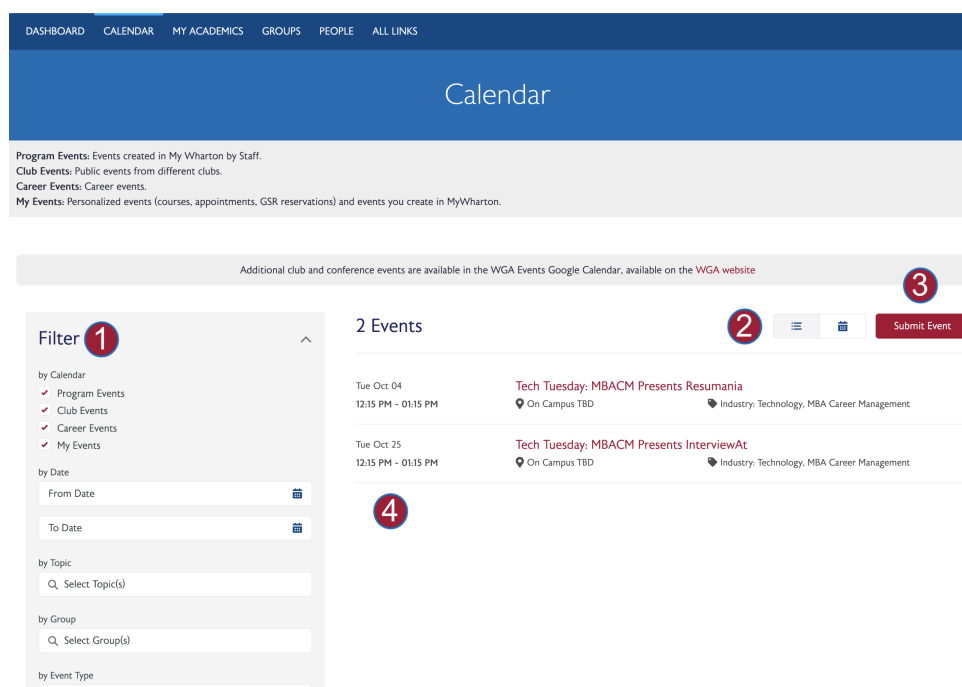 DASHBOARD CALENDAR MY ACADEMICS GROUPS PEOPLE ALL LINKS
Calendar
Program Events: Events created in My Wharton by Staff.
Club Events: Public events from different clubs.
Career Events: Career events.
My Events: Personalized events (courses, appointments, GSR reservations) and events you create in MyWharton.
Additional club and conference events are available in the WGA Events Google Calendar, available on the WGA website
3
Filter 1
2 Events
2
Submit Event
by Calendar
Program Events
Club Events
Career Events
My Events
by Date
From Date
To Date
by Topic
Select Topic(s)
by Group
Select Group(s)
by Event Type
Tue Oct 04 Tech Tuesday: MBACM Presents Resumania
12:15 PM - 01:15 PM On Campus TBD Industry: Technology, MBA Career Management
Tue Oct 25 Tech Tuesday: MBACM Presents InterviewAt
12:15 PM - 01:15 PM On Campus TBD Industry: Technology, MBA Career Management
4